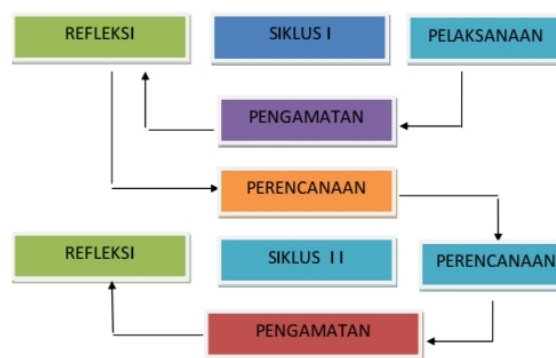 REFLEKSI
SIKLUS I
PELAKSANAAN
PENGAMATAN
PERENCANAAN
REFLEKSI
SIKLUS I I
PERENCANAAN
PENGAMATAN